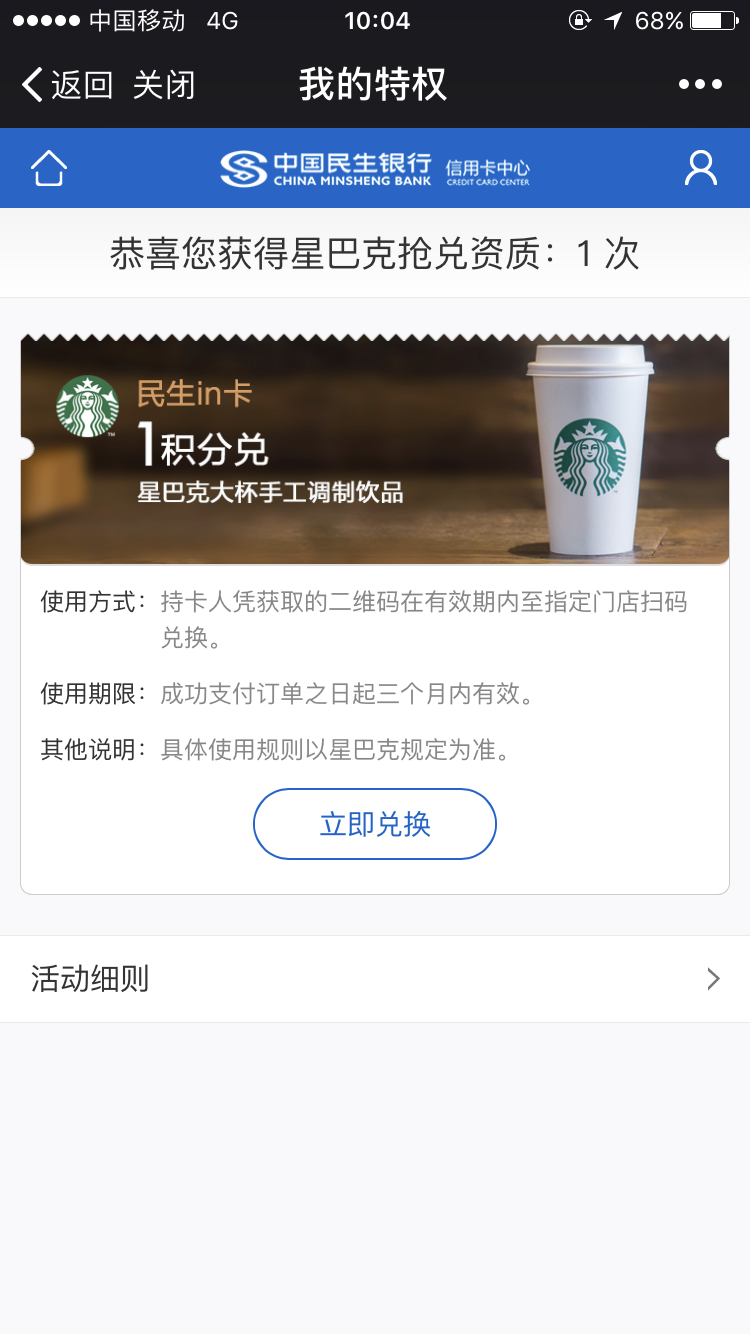 中国移动 4G 10:04 68%
返回 关闭 我的特权
中国民生银行 信用卡中心
CHINA MINSHENG BANK CREDIT CARD CENTER
恭喜您获得星巴克抢兑资质：1 次
民生in卡
1积分兑
星巴克大杯手工调制饮品
使用方式：持卡人凭获取的二维码在有效期内至指定门店扫码
兑换。
使用期限：成功支付订单之日起三个月内有效。
其他说明：具体使用规则以星巴克规定为准。
立即兑换
活动细则